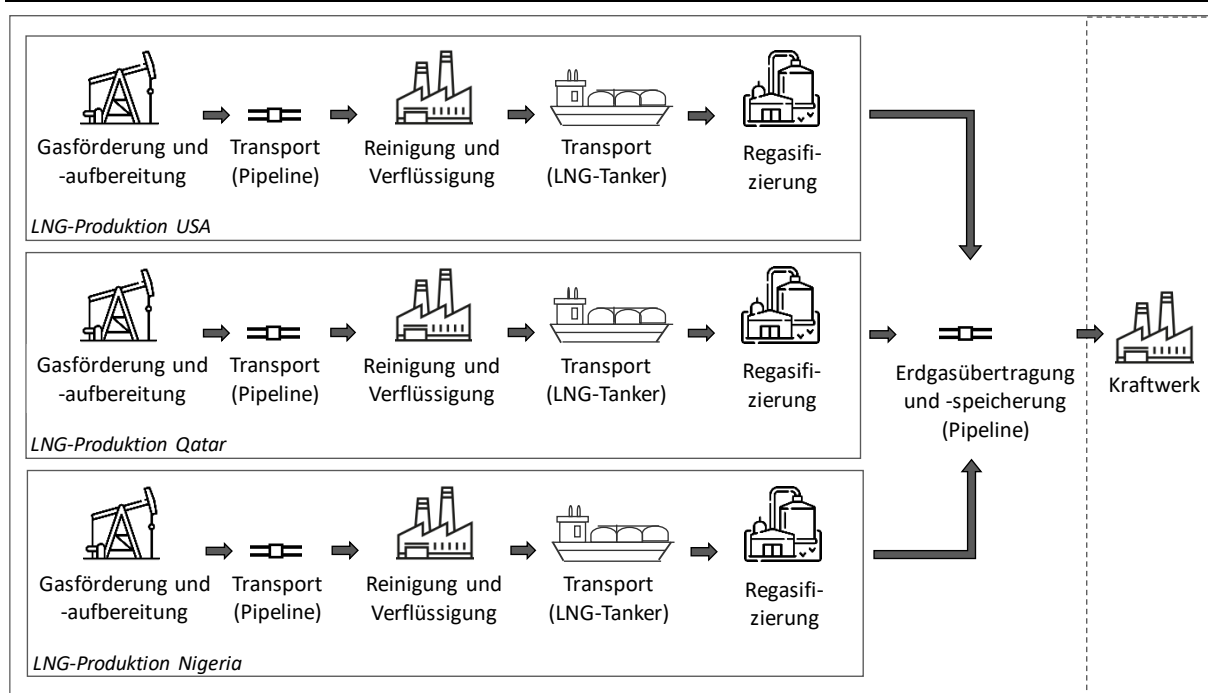 Gasförderung und
-aufbereitung
Transport
(Pipeline)
Reinigung und
Verflüssigung
Transport
(LNG-Tanker)
Regasifi-
zierung
LNG-Produktion USA
Gasförderung und
-aufbereitung
Transport
(Pipeline)
Reinigung und
Verflüssigung
Transport
(LNG-Tanker)
Regasifi-
zierung
LNG-Produktion Qatar
Gasförderung und
-aufbereitung
Transport
(Pipeline)
Reinigung und
Verflüssigung
Transport
(LNG-Tanker)
Regasifi-
zierung
LNG-Produktion Nigeria
Erdgasübertragung
und -speicherung
(Pipeline)
Kraftwerk